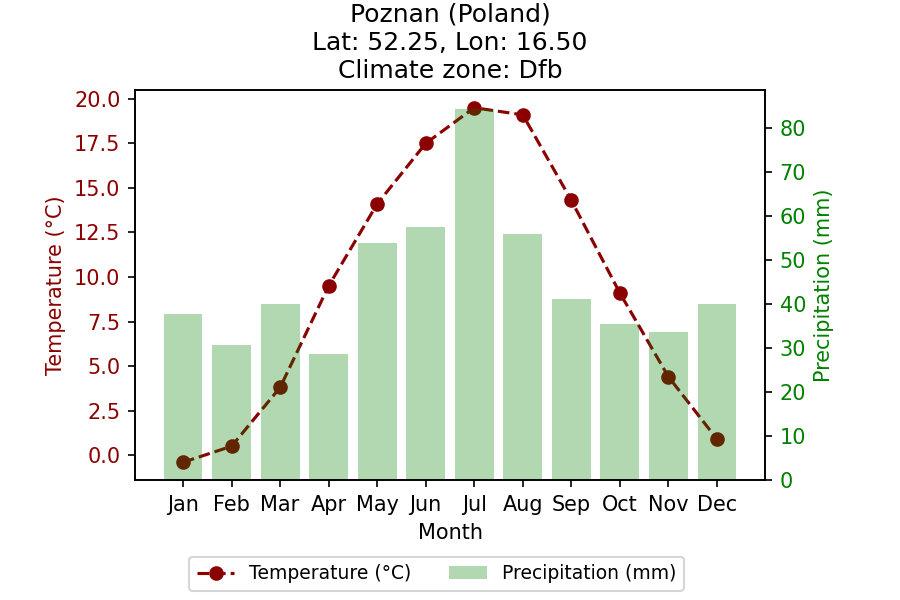 Poznan (Poland)
Lat: 52.25, Lon: 16.50
Climate zone: Dfb
Temperature (°C)
20.0
17.5
15.0
12.5
10.0
7.5
5.0
2.5
0.0
80
70
60
50
40
30
20
10
0
Precipitation (mm)
Jan Feb Mar Apr May Jun Jul Aug Sep Oct Nov Dec
Month
Temperature (°C) Precipitation (mm)